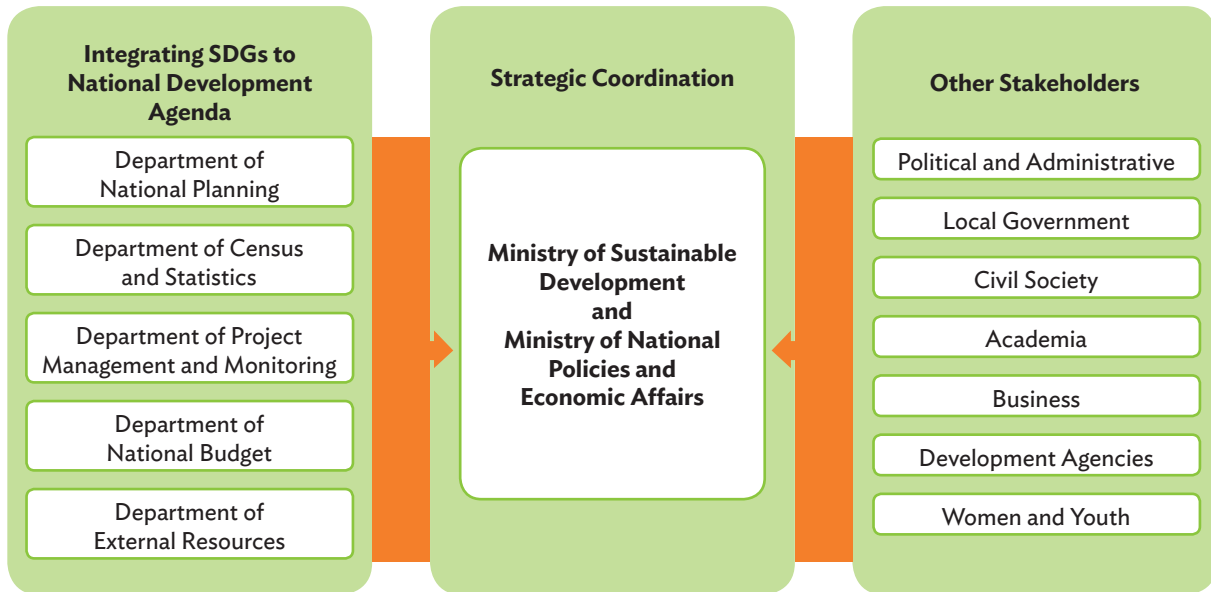 Integrating SDGs to
National Development
Agenda
Department of
National Planning
Department of Census
and Statistics
Department of Project
Management and Monitoring
Department of
National Budget
Department of
External Resources
Strategic Coordination
Ministry of Sustainable
Development
and
Ministry of National
Policies and
Economic Affairs
Other Stakeholders
Political and Administrative
Local Government
Civil Society
Academia
Business
Development Agencies
Women and Youth